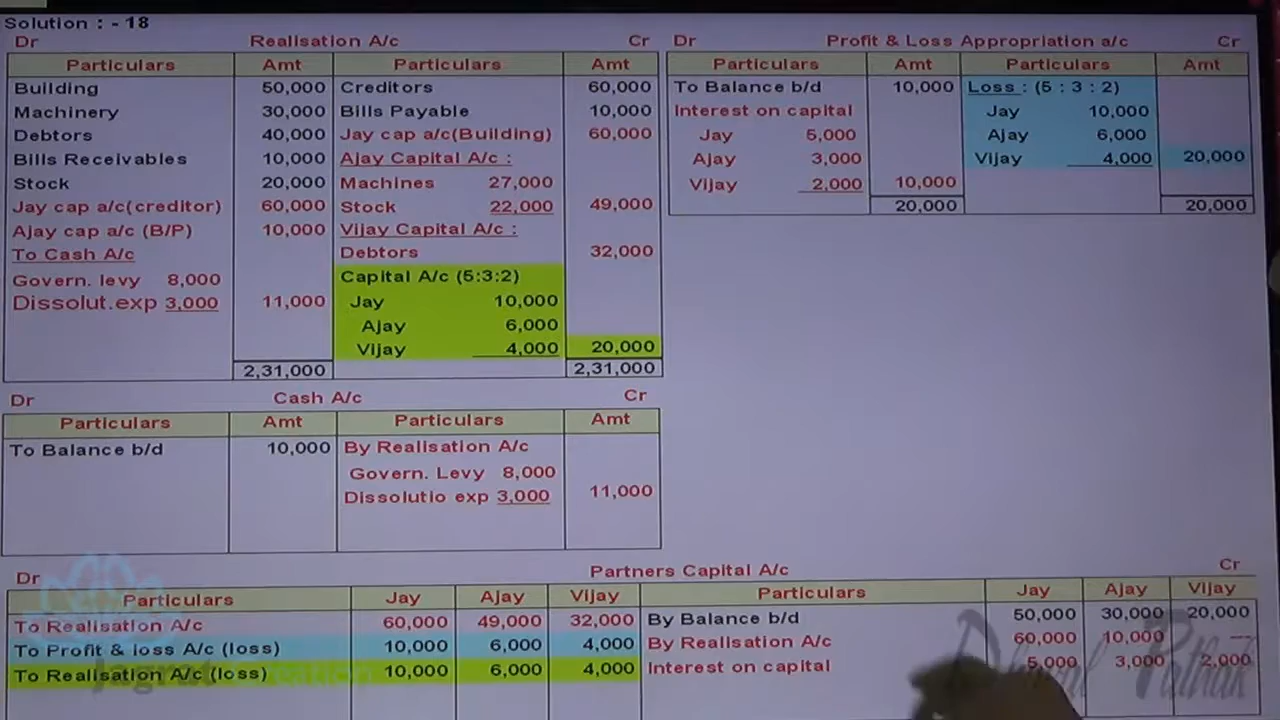 Solution : - 18
Dr Realisation A/c Cr
Particulars Amt Particulars Amt
Building 50,000 Creditors 60,000
Machinery 30,000 Bills Payable 10,000
Debtors 40,000 Jay cap a/c(Building) 60,000
Bills Receivables 10,000 Ajay Capital A/c :
Stock 20,000 Machines 27,000
Jay cap a/c(creditor) 60,000 Stock 22,000 49,000
Ajay cap a/c (B/P) 10,000 Vijay Capital A/c :
To Cash A/c Debtors 32,000
Govern. levy 8,000 Capital A/c (5:3:2)
Dissolut.exp 3,000 11,000 Jay 10,000
Ajay 6,000
Vijay 4,000 20,000
2,31,000 2,31,000
Dr Profit & Loss Appropriation a/c Cr
Particulars Amt Particulars Amt
To Balance b/d 10,000 Loss : (5 : 3 : 2)
Interest on capital Jay 10,000
Jay 5,000 Ajay 6,000
Ajay 3,000 Vijay 4,000 20,000
Vijay 2,000 10,000
20,000 20,000
Dr Cash A/c Cr
Particulars Amt Particulars Amt
To Balance b/d 10,000 By Realisation A/c
Govern. Levy 8,000
Dissolutio exp 3,000 11,000
Dr Partners Capital A/c Cr
Particulars Jay Ajay Vijay Particulars Jay Ajay Vijay
To Realisation A/c 60,000 49,000 32,000 By Balance b/d 50,000 30,000 20,000
To Profit & loss A/c (loss) 10,000 6,000 4,000 By Realisation A/c 60,000 10,000 —
To Realisation A/c (loss) 10,000 6,000 4,000 Interest on capital 5,000 3,000 2,000
Pathak